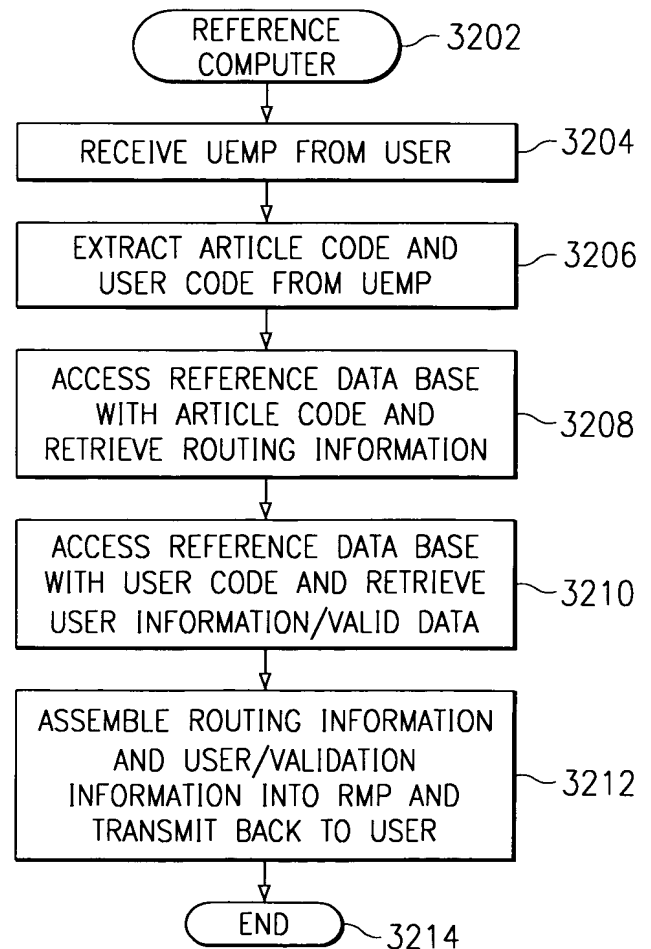 REFERENCE
COMPUTER
3202
RECEIVE UEMP FROM USER
3204
EXTRACT ARTICLE CODE AND
USER CODE FROM UEMP
3206
ACCESS REFERENCE DATA BASE
WITH ARTICLE CODE AND
RETRIEVE ROUTING INFORMATION
3208
ACCESS REFERENCE DATA BASE
WITH USER CODE AND RETRIEVE
USER INFORMATION/VALID DATA
3210
ASSEMBLE ROUTING INFORMATION
AND USER/VALIDATION
INFORMATION INTO RMP AND
TRANSMIT BACK TO USER
3212
END
3214